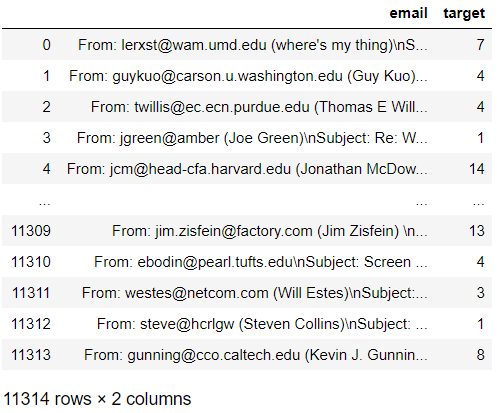 email target
0 From: lerxst@wam.umd.edu (where's my thing)\nS... 7
1 From: guykuo@carson.u.washington.edu (Guy Kuo)... 4
2 From: twillis@ec.ecn.purdue.edu (Thomas E Will... 4
3 From: jgreen@amber (Joe Green)\nSubject: Re: W... 1
4 From: jcm@head-cfa.harvard.edu (Jonathan McDow... 14
... ... ...
11309 From: jim.zisfein@factory.com (Jim Zisfein) \n... 13
11310 From: ebodin@pearl.tufts.edu\nSubject: Screen ... 4
11311 From: westes@netcom.com (Will Estes)\nSubject:... 3
11312 From: steve@hcrlgw (Steven Collins)\nSubject: ... 1
11313 From: gunning@cco.caltech.edu (Kevin J. Gunnin... 8
11314 rows × 2 columns